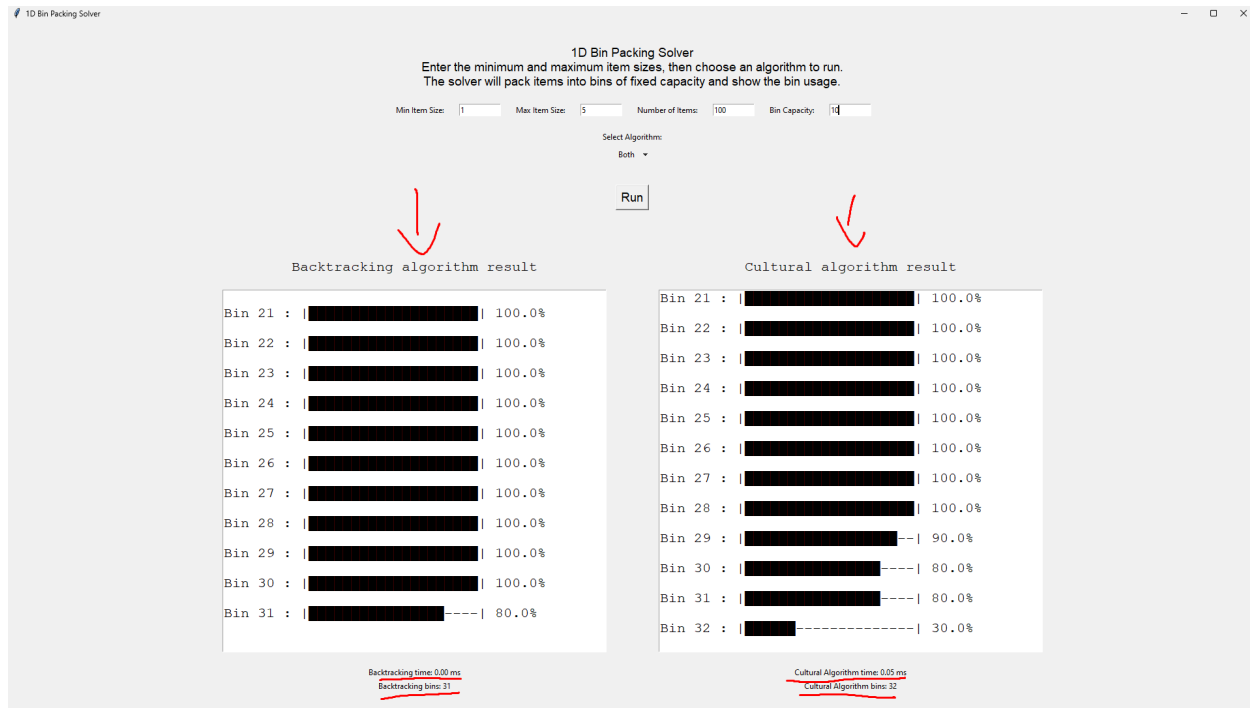 1D Bin Packing Solver
1D Bin Packing Solver
Enter the minimum and maximum item sizes, then choose an algorithm to run.
The solver will pack items into bins of fixed capacity and show the bin usage.
Min Item Size: 1 Max Item Size: 5 Number of Items: 100 Bin Capacity: 10
Select Algorithm:
Both
Run
Backtracking algorithm result
Bin 21 : |████████████████████| 100.0%
Bin 22 : |████████████████████| 100.0%
Bin 23 : |████████████████████| 100.0%
Bin 24 : |████████████████████| 100.0%
Bin 25 : |████████████████████| 100.0%
Bin 26 : |████████████████████| 100.0%
Bin 27 : |████████████████████| 100.0%
Bin 28 : |████████████████████| 100.0%
Bin 29 : |████████████████████| 100.0%
Bin 30 : |████████████████████| 100.0%
Bin 31 : |████████████████----| 80.0%
Backtracking time: 0.00 ms
Backtracking bins: 31
Cultural algorithm result
Bin 21 : |████████████████████| 100.0%
Bin 22 : |████████████████████| 100.0%
Bin 23 : |████████████████████| 100.0%
Bin 24 : |████████████████████| 100.0%
Bin 25 : |████████████████████| 100.0%
Bin 26 : |████████████████████| 100.0%
Bin 27 : |████████████████████| 100.0%
Bin 28 : |████████████████████| 100.0%
Bin 29 : |██████████████████--| 90.0%
Bin 30 : |████████████████----| 80.0%
Bin 31 : |████████████████----| 80.0%
Bin 32 : |██████--------------| 30.0%
Cultural Algorithm time: 0.05 ms
Cultural Algorithm bins: 32